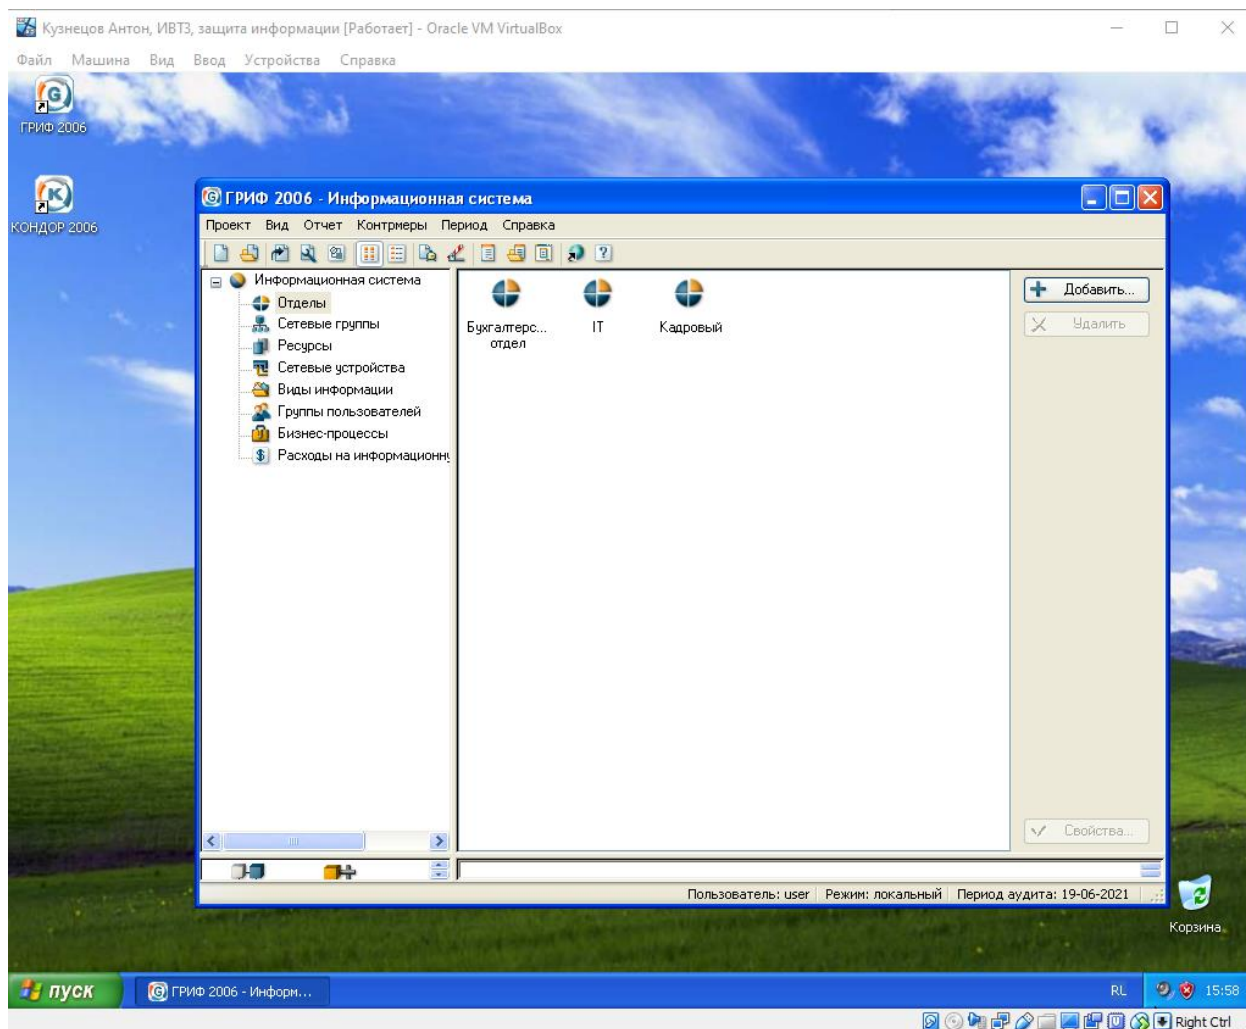 Кузнецов Антон, ИВТЗ, защита информации [Работает] - Oracle VM VirtualBox
Файл Машина Вид Ввод Устройства Справка
ГРИФ 2006
КОНДОР 2006
ГРИФ 2006 - Информационная система
Проект Вид Отчет Контрмеры Период Справка
Информационная система
Отделы
Сетевые группы
Ресурсы
Сетевые устройства
Виды информации
Группы пользователей
Бизнес-процессы
Расходы на информационну
Бухгалтерс...
отдел
IT
Кадровый
Добавить...
Удалить
Свойства...
Пользователь: user Режим: локальный Период аудита: 19-06-2021
Корзина
пуск
ГРИФ 2006 - Информ...
RL
15:58
Right Ctrl